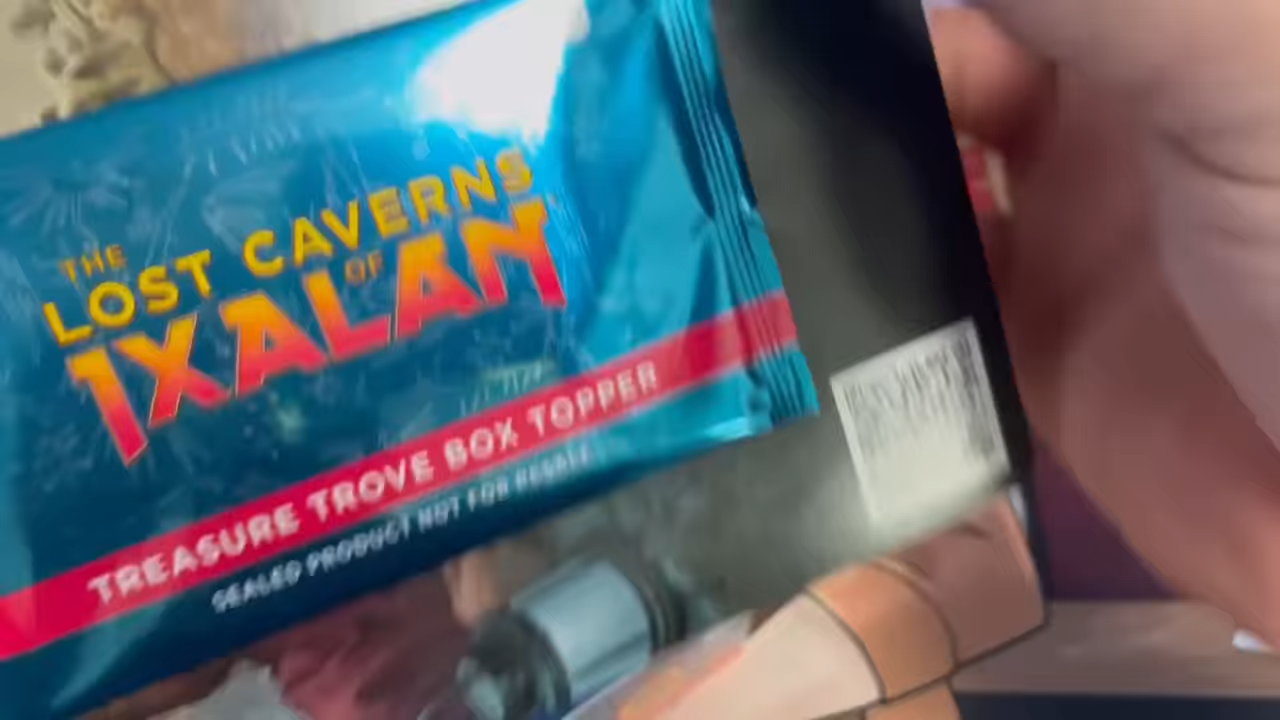 THE
LOST CAVERNS
OF
IXALAN
TREASURE TROVE BOX TOPPER
SEALED PRODUCT NOT FOR RESALE